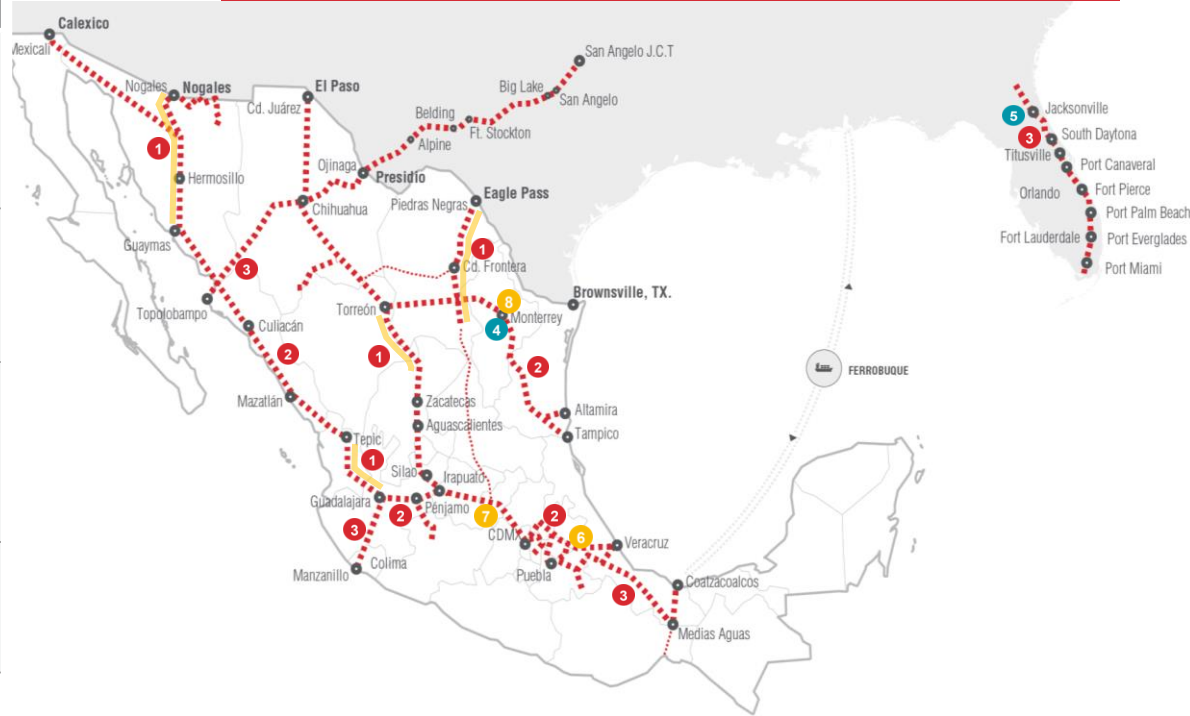 Calexico
Mexicali
Nogales
Nogales
El Paso
Cd. Juárez
San Angelo J.C.T
Big Lake
San Angelo
Belding
Ft. Stockton
Alpine
Ojinaga
Presidio
Jacksonville
5
3
South Daytona
Titusville
Port Canaveral
Orlando
Fort Pierce
Port Palm Beach
Fort Lauderdale
Port Everglades
Port Miami
1
Hermosillo
Chihuahua
Piedras Negras
Eagle Pass
Guaymas
1
3
Cd. Frontera
Topolobampo
Torreón
8
Monterrey
4
Brownsville, TX.
Culiacán
2
1
2
FERROBUQUE
Mazatlán
Zacatecas
Altamira
Aguascalientes
Tampico
Tepic
1
Silao
Irapuato
Guadalajara
2
Pénjamo
7
3
CDMX
2
6
Veracruz
Colima
Manzanillo
Puebla
3
Coatzacoalcos
Medias Aguas